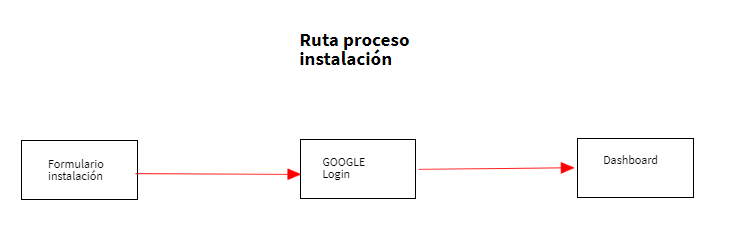 Ruta proceso
instalación
Formulario
instalación
GOOGLE
Login
Dashboard